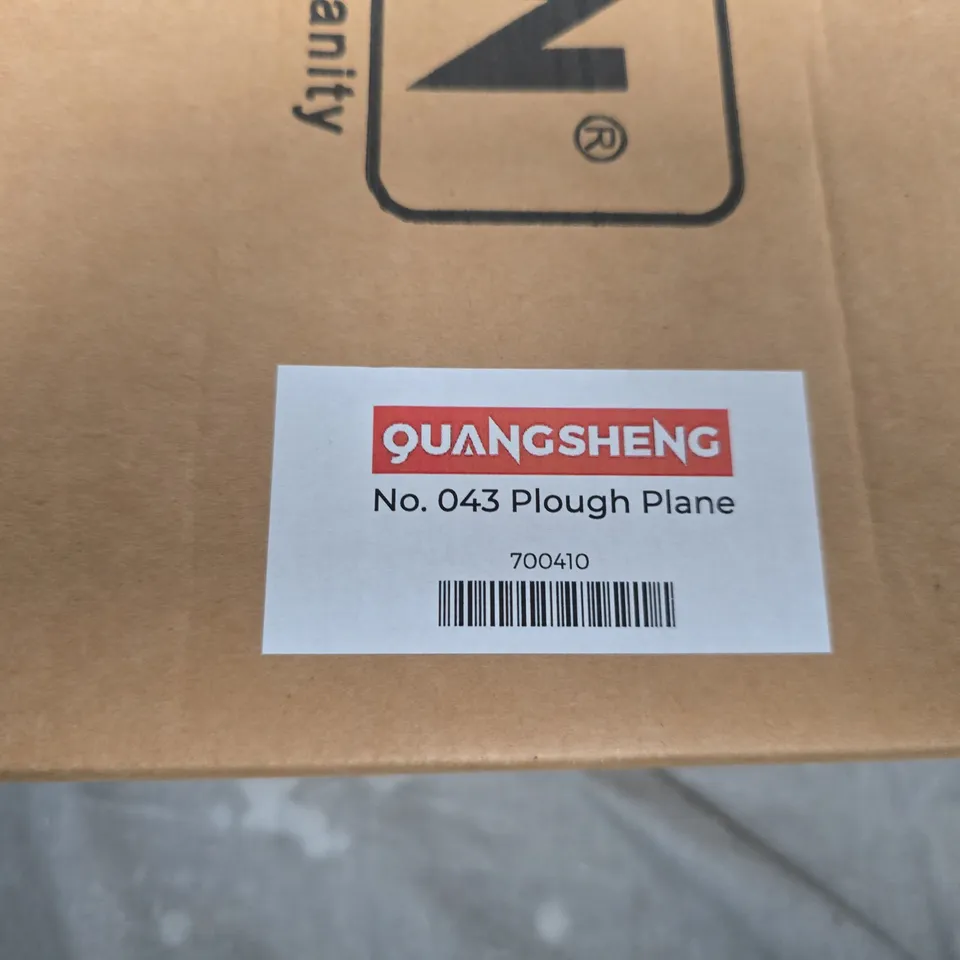 anity
N®
QUANGSHENG
No. 043 Plough Plane
700410